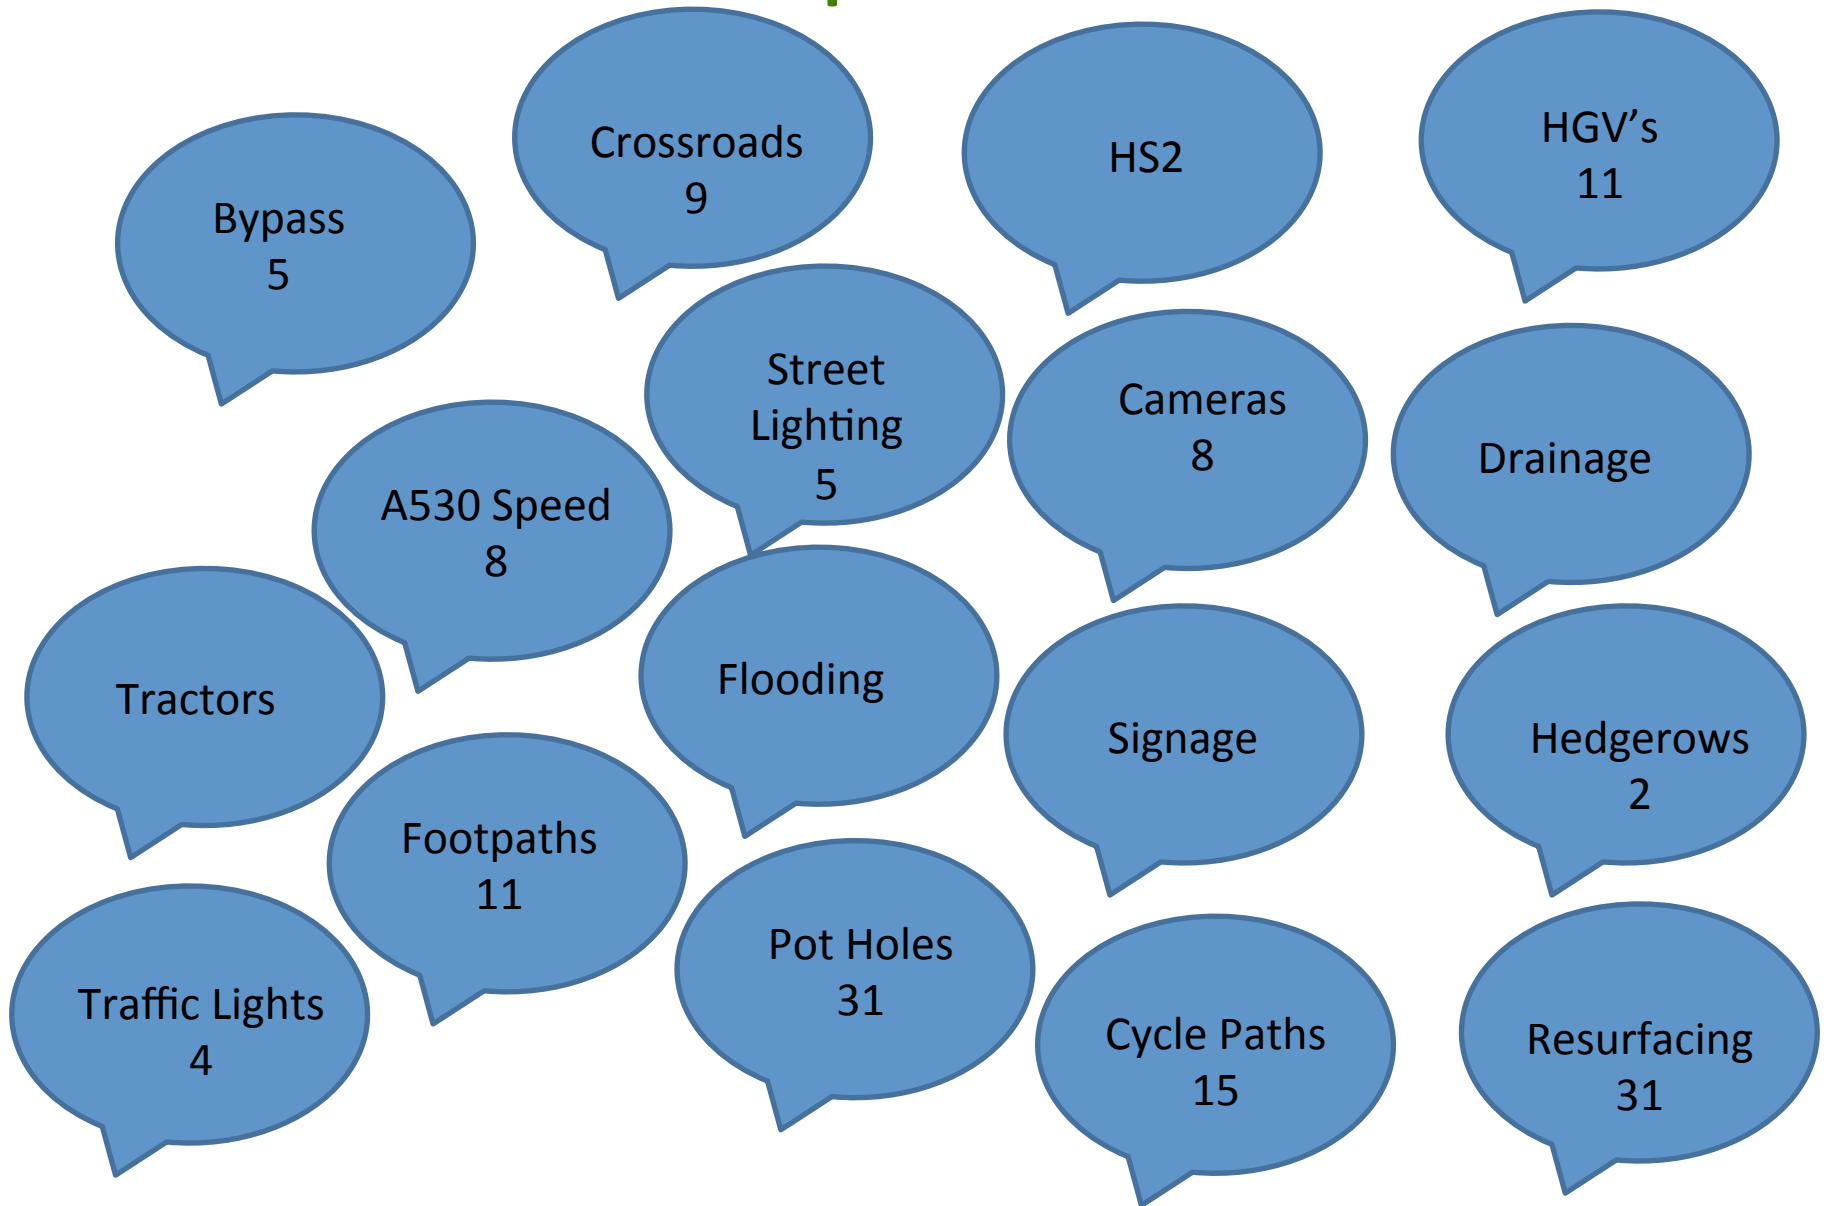 Crossroads
9
HS2
HGV's
11
Bypass
5
Street
Lighting
5
Cameras
8
Drainage
A530 Speed
8
Tractors
Flooding
Signage
Hedgerows
2
Footpaths
11
Pot Holes
31
Traffic Lights
4
Cycle Paths
15
Resurfacing
31